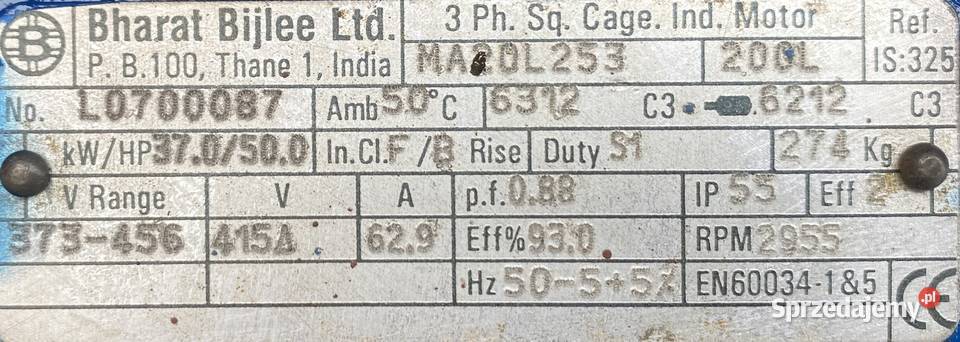 Bharat Bijlee Ltd. 3 Ph. Sq. Cage. Ind. Motor Ref.
P. B.100, Thane 1, India MA20L253 200L IS:325
No. L0700087 Amb 50°C 6312 C3 6212 C3
kW/HP 37.0/50.0 In.Cl. F /B Rise Duty S1 274 Kg
V Range V A p.f. 0.88 IP 55 Eff 2
373-456 415Δ 62.9 Eff% 93.0 RPM 2955
Hz 50-5+5% EN60034-1&5 CE
Sprzedajemy.pl